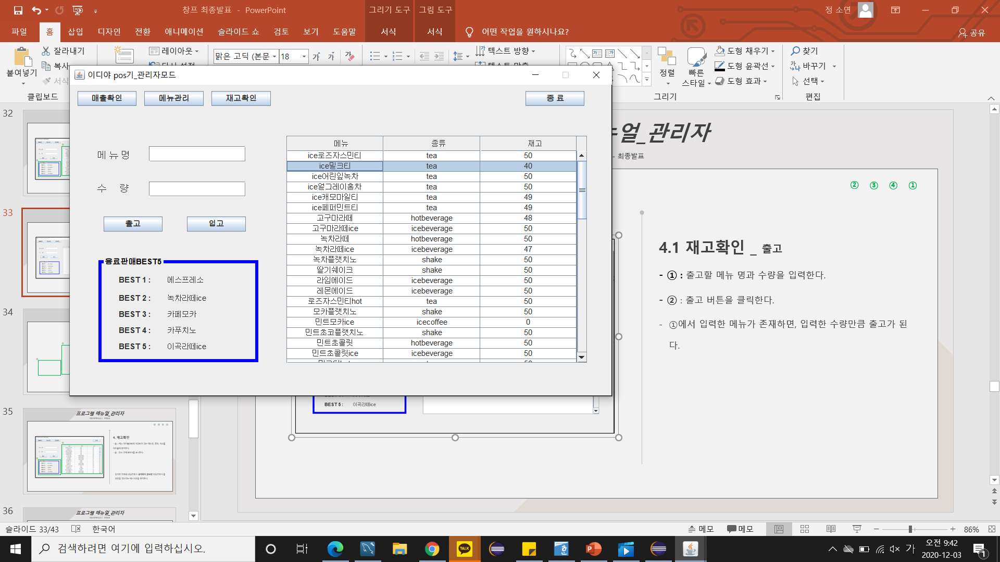 창프 최종발표 - PowerPoint
그리기 도구
그림 도구
정 소연
파일
홈
삽입
디자인
전환
애니메이션
슬라이드 쇼
검토
보기
도움말
서식
서식
어떤 작업을 원하시나요?
공유
붙여넣기
잘라내기
복사
서식
클립보드
레이아웃
맑은 고딕 (본문
18
텍스트 방향
정렬
빠른
스타일
도형 채우기
도형 윤곽선
도형 효과
그리기
찾기
바꾸기
선택
편집
이디야 pos기_관리자모드
매출확인
메뉴관리
재고확인
종 료
메 뉴 명
수 량
출고
입고
음료판매BEST5
BEST 1 : 에스프레소
BEST 2 : 녹차라떼ice
BEST 3 : 카페모카
BEST 4 : 카푸치노
BEST 5 : 이곡라떼ice
메뉴 종류 재고
ice로즈자스민티 tea 50
ice밀크티 tea 40
ice어린잎녹차 tea 50
ice얼그레이홍차 tea 50
ice캐모마일티 tea 49
ice페퍼민트티 tea 49
고구마라떼 hotbeverage 48
고구마라떼ice icebeverage 50
녹차라떼 hotbeverage 50
녹차라떼ice icebeverage 47
녹차플랫치노 shake 50
딸기쉐이크 shake 50
라임에이드 icebeverage 50
레몬에이드 icebeverage 50
로즈자스민티hot tea 50
모카플랫치노 shake 50
민트모카ice icecoffee 0
민트초코플랫치노 shake 50
민트초콜릿 hotbeverage 50
민트초콜릿ice icebeverage 50
32
33
34
35
36
프로그램 매뉴얼_관리자
4. 재고확인
프로그램 매뉴얼_관리자
얼_관리자
- 최종발표
② ③ ④ ①
4.1 재고확인 _ 출고
- ① : 출고할 메뉴 명과 수량을 입력한다.
- ② : 출고 버튼을 클릭한다.
- ①에서 입력한 메뉴가 존재하면, 입력한 수량만큼 출고가 된
다.
BEST 5 : 이곡라떼ice
슬라이드 33/43
한국어
메모
메모
86%
검색하려면 여기에 입력하십시오.
TALK
가
오전 9:42
2020-12-03
1